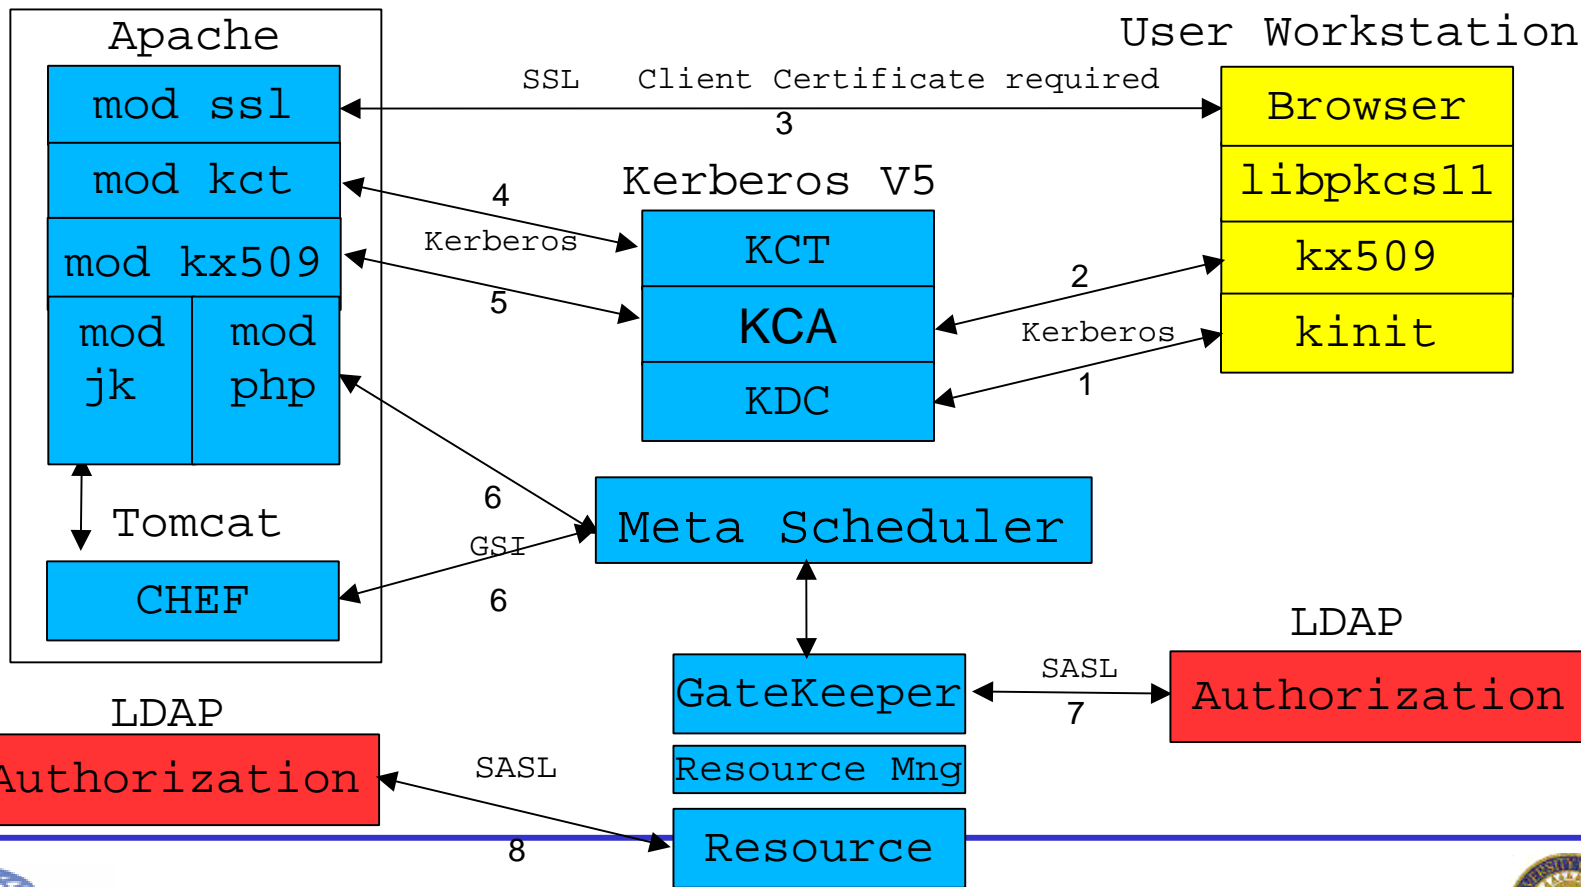 Apache
User Workstation
mod ssl
SSL Client Certificate required
3
Browser
mod kct
4
Kerberos V5
libpkcs11
mod kx509
Kerberos
5
KCT
KCA
KDC
2
Kerberos
1
kx509
kinit
mod
jk
mod
php
6
GSI
6
Meta Scheduler
Tomcat
CHEF
LDAP
GateKeeper
SASL
7
Authorization
LDAP
Authorization
SASL
8
Resource Mng
Resource